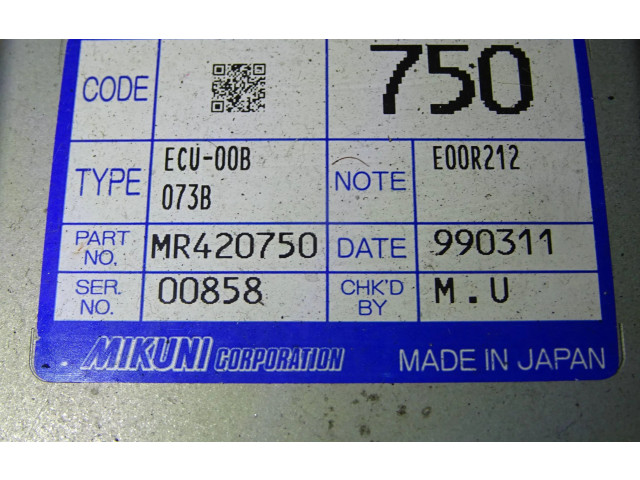 CODE 750
TYPE ECU-00B 073B NOTE E00R212
PART NO. MR420750 DATE 990311
SER. NO. 00858 CHK'D BY M.U
MIKUNI CORPORATION MADE IN JAPAN